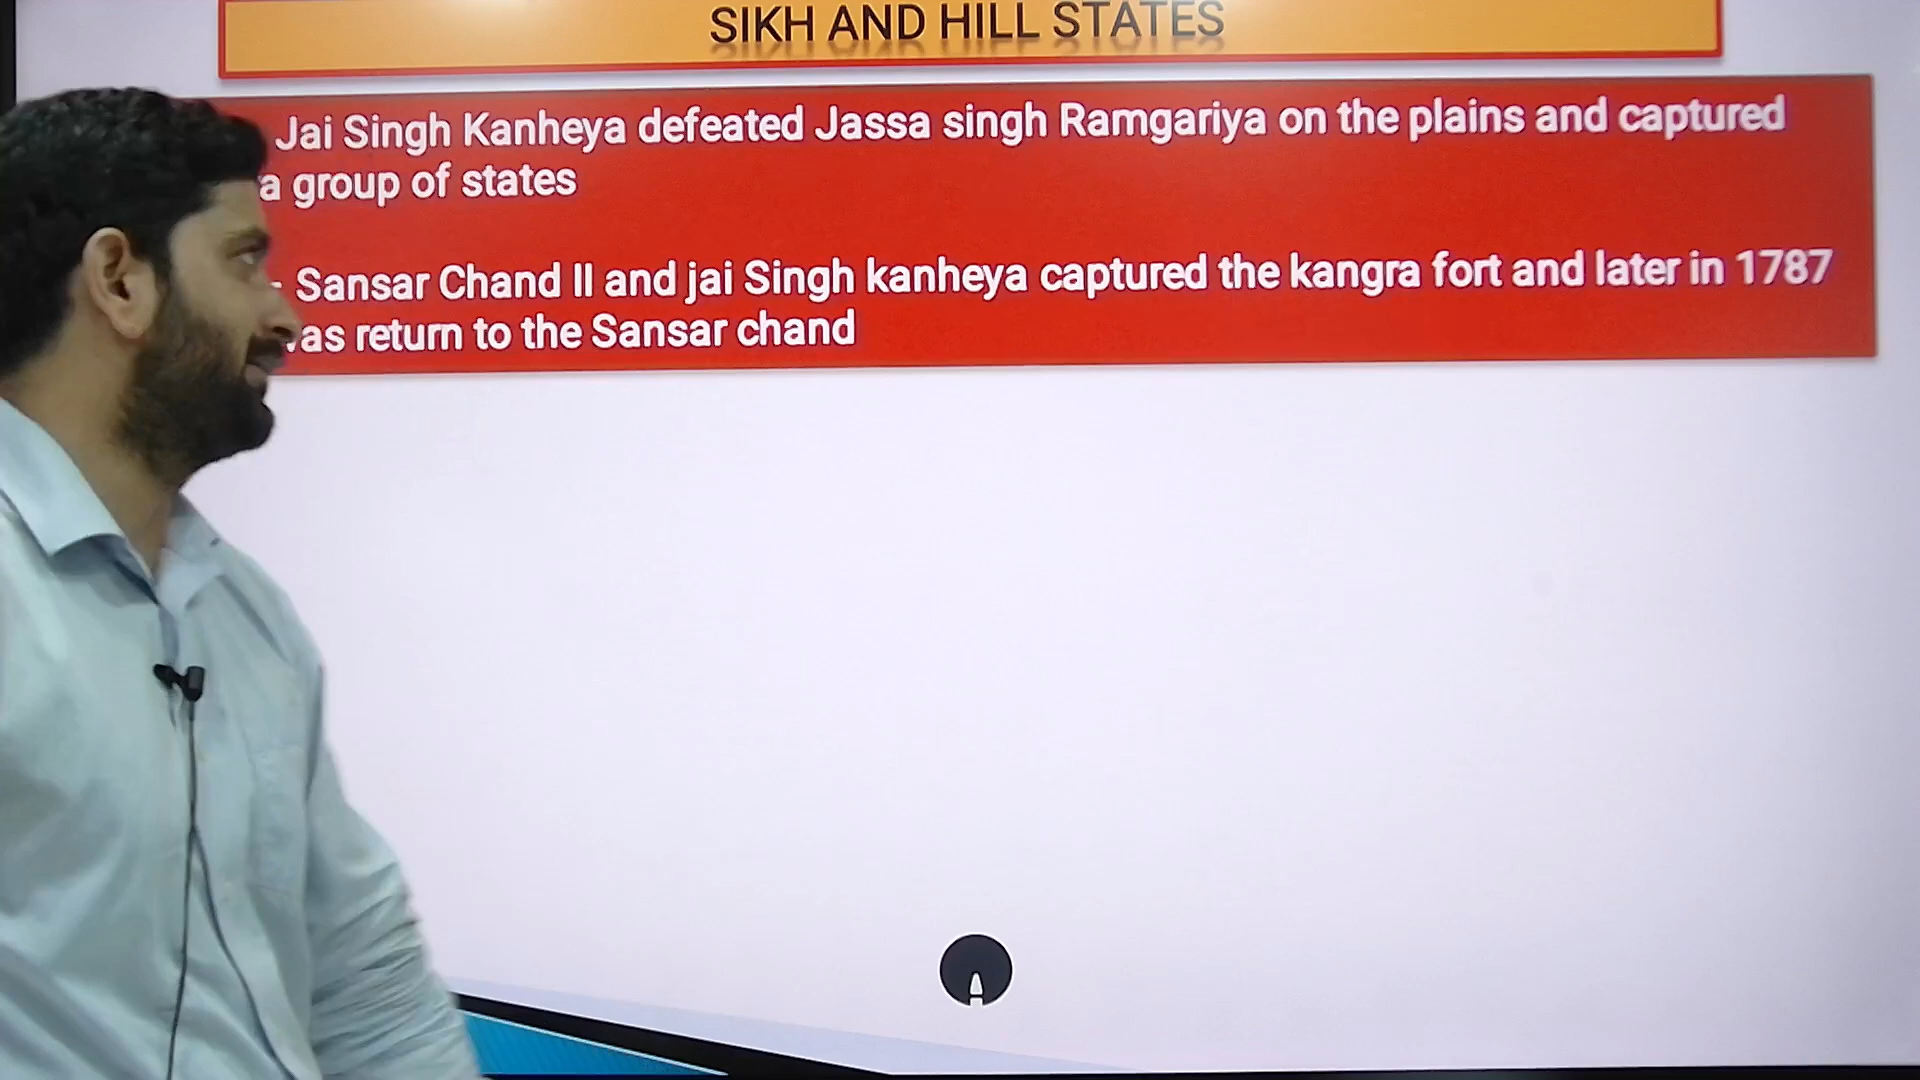 SIKH AND HILL STATES
Jai Singh Kanheya defeated Jassa singh Ramgariya on the plains and captured
a group of states
- Sansar Chand II and jai Singh kanheya captured the kangra fort and later in 1787
return to the Sansar chand